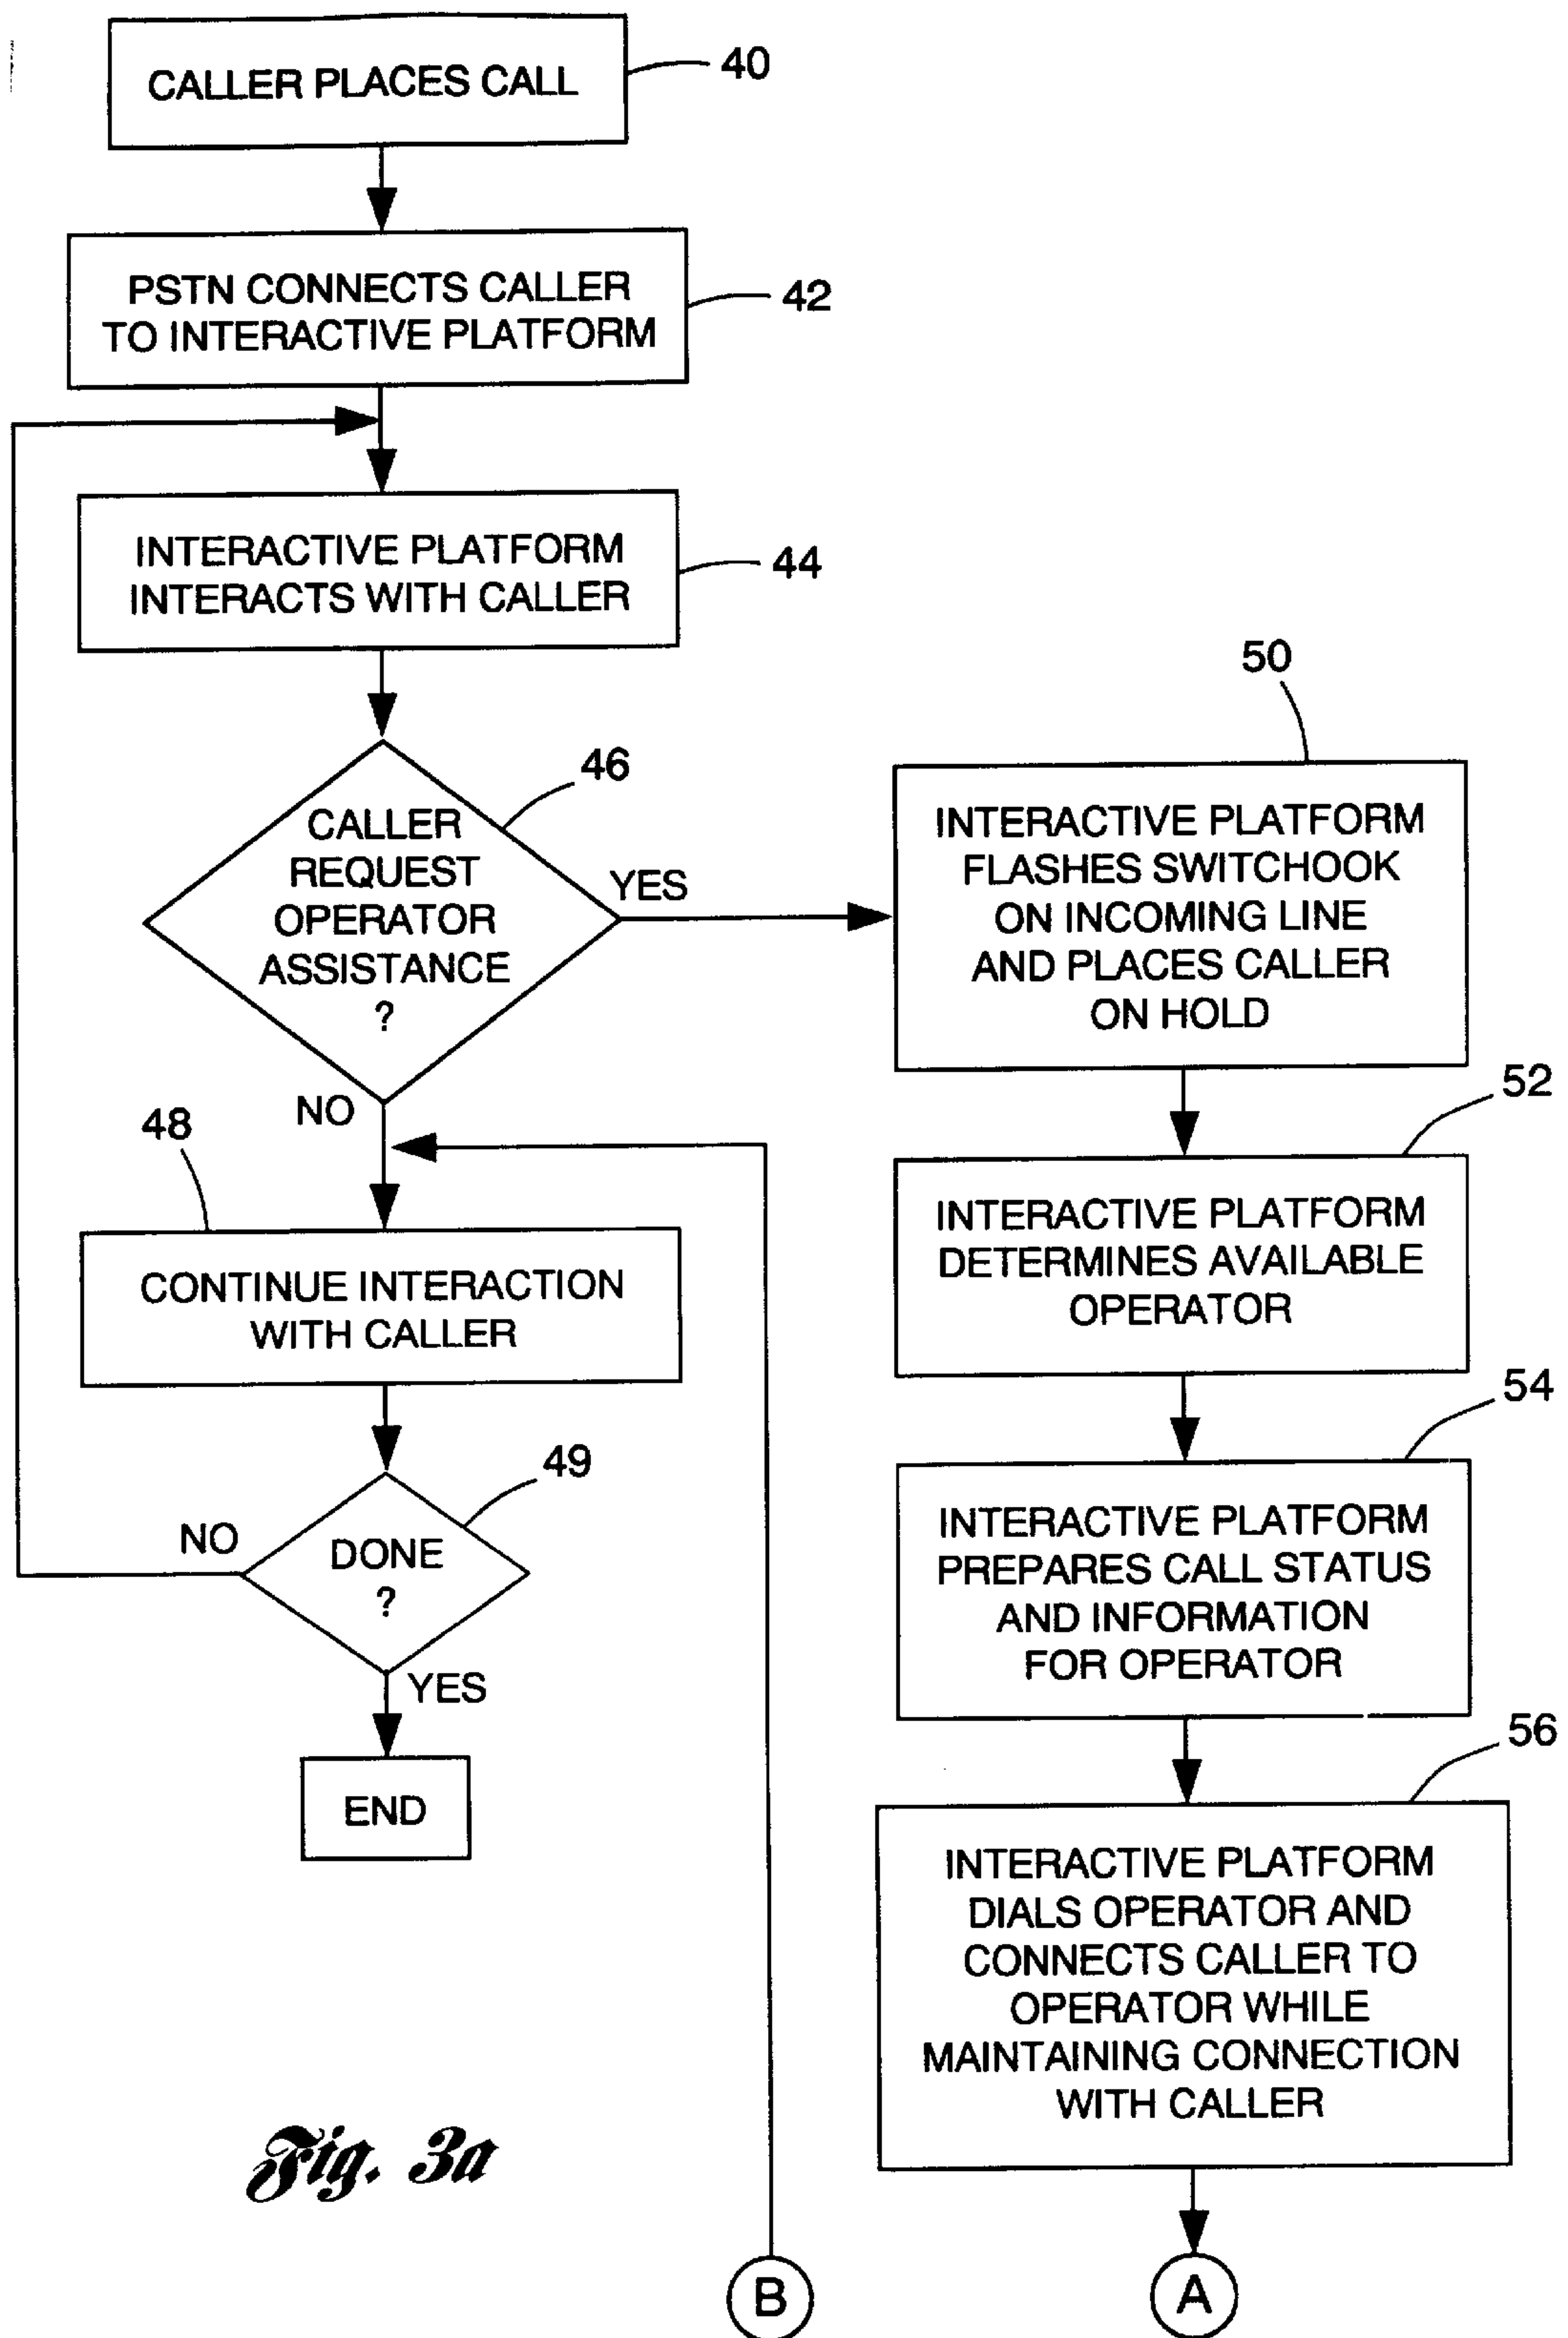 CALLER PLACES CALL
40
PSTN CONNECTS CALLER
TO INTERACTIVE PLATFORM
42
INTERACTIVE PLATFORM
INTERACTS WITH CALLER
44
CALLER
REQUEST
OPERATOR
ASSISTANCE
?
46
YES
NO
48
CONTINUE INTERACTION
WITH CALLER
DONE
?
49
NO
YES
END
50
INTERACTIVE PLATFORM
FLASHES SWITCHOOK
ON INCOMING LINE
AND PLACES CALLER
ON HOLD
52
INTERACTIVE PLATFORM
DETERMINES AVAILABLE
OPERATOR
54
INTERACTIVE PLATFORM
PREPARES CALL STATUS
AND INFORMATION
FOR OPERATOR
56
INTERACTIVE PLATFORM
DIALS OPERATOR AND
CONNECTS CALLER TO
OPERATOR WHILE
MAINTAINING CONNECTION
WITH CALLER
Fig. 3a
B
A